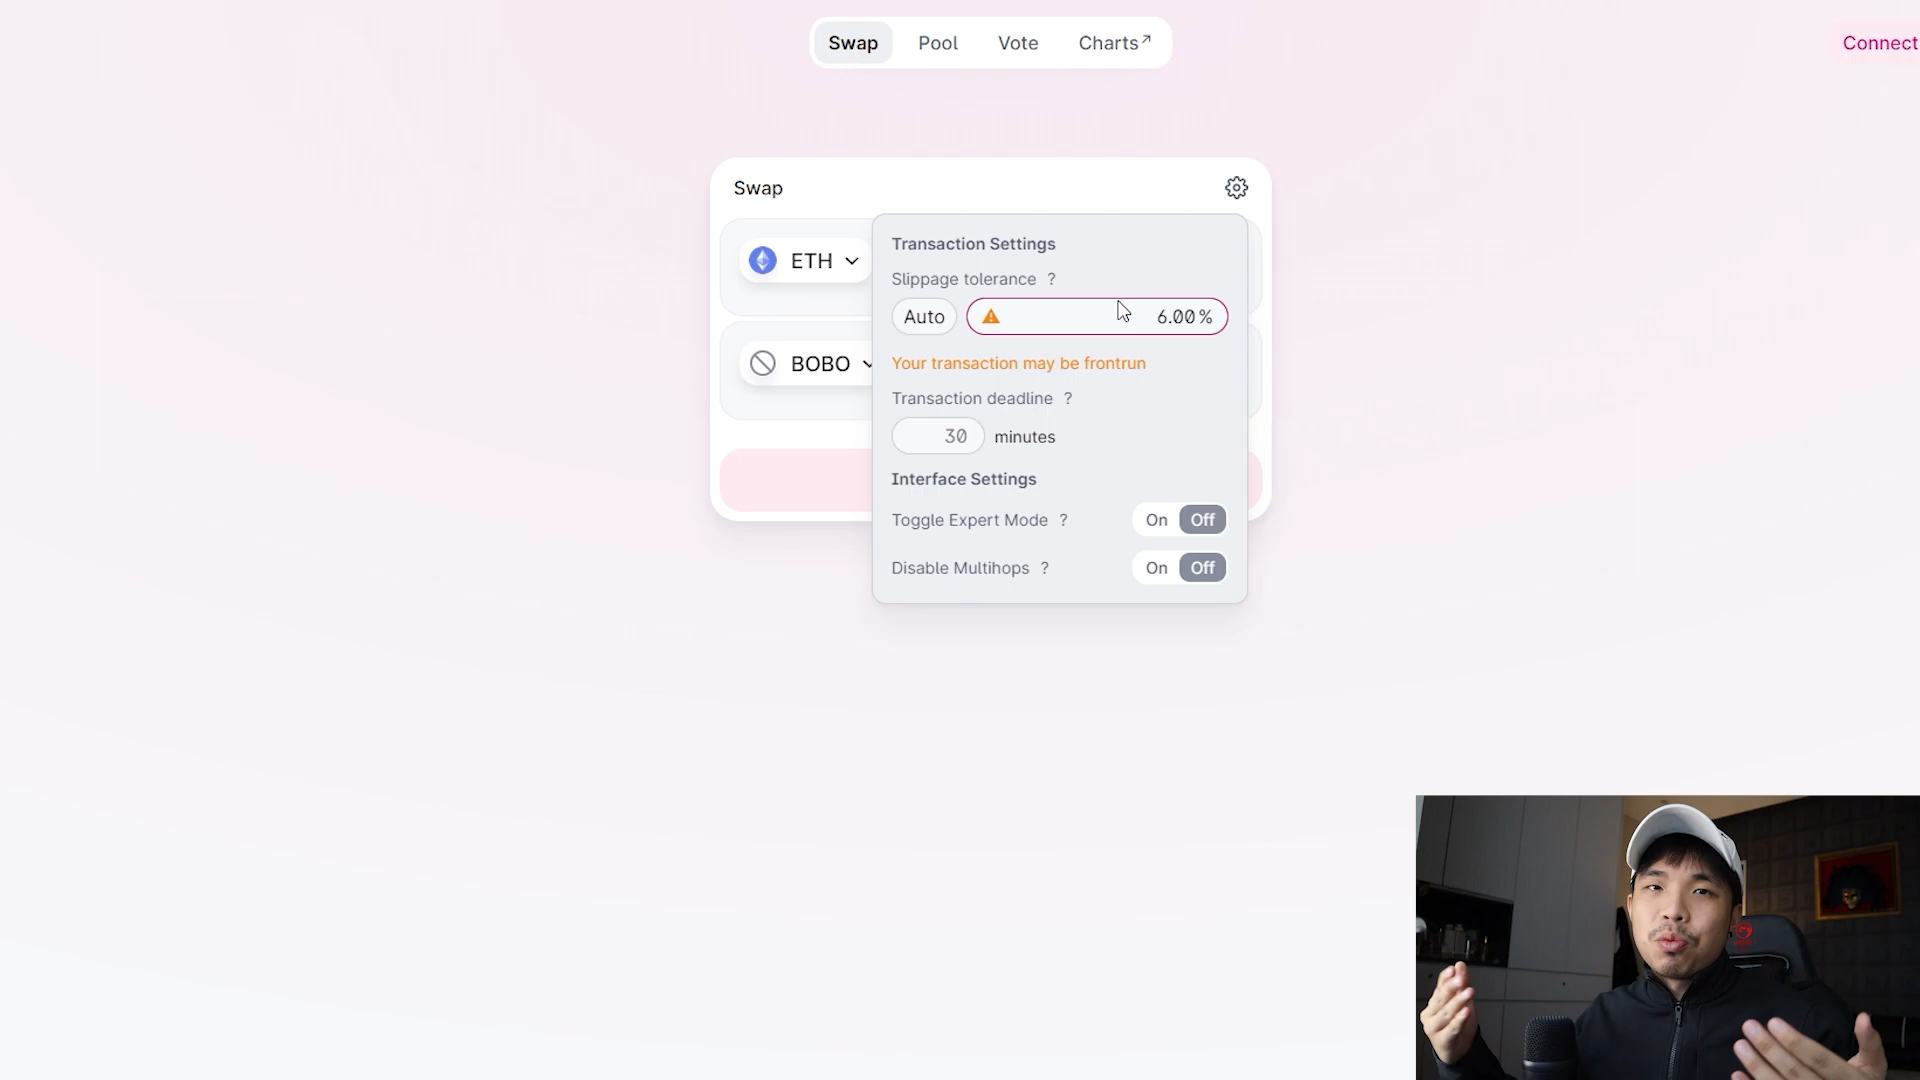 Swap
Pool
Vote
Charts↗
Connect
Swap
ETH
BOBO
Transaction Settings
Slippage tolerance ?
Auto
6.00%
Your transaction may be frontrun
Transaction deadline ?
30 minutes
Interface Settings
Toggle Expert Mode ? On Off
Disable Multihops ? On Off